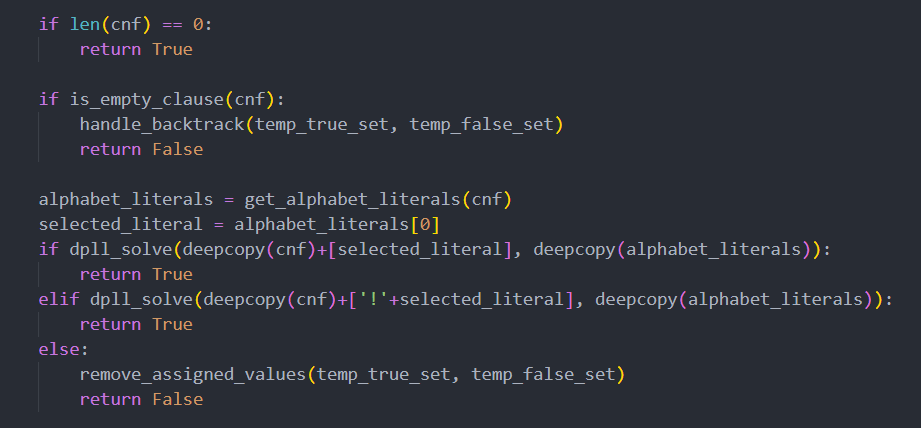 if len(cnf) == 0:
    return True

if is_empty_clause(cnf):
    handle_backtrack(temp_true_set, temp_false_set)
    return False

alphabet_literals = get_alphabet_literals(cnf)
selected_literal = alphabet_literals[0]
if dpll_solve(deepcopy(cnf)+[selected_literal], deepcopy(alphabet_literals)):
    return True
elif dpll_solve(deepcopy(cnf)+['!'+selected_literal], deepcopy(alphabet_literals)):
    return True
else:
    remove_assigned_values(temp_true_set, temp_false_set)
    return False